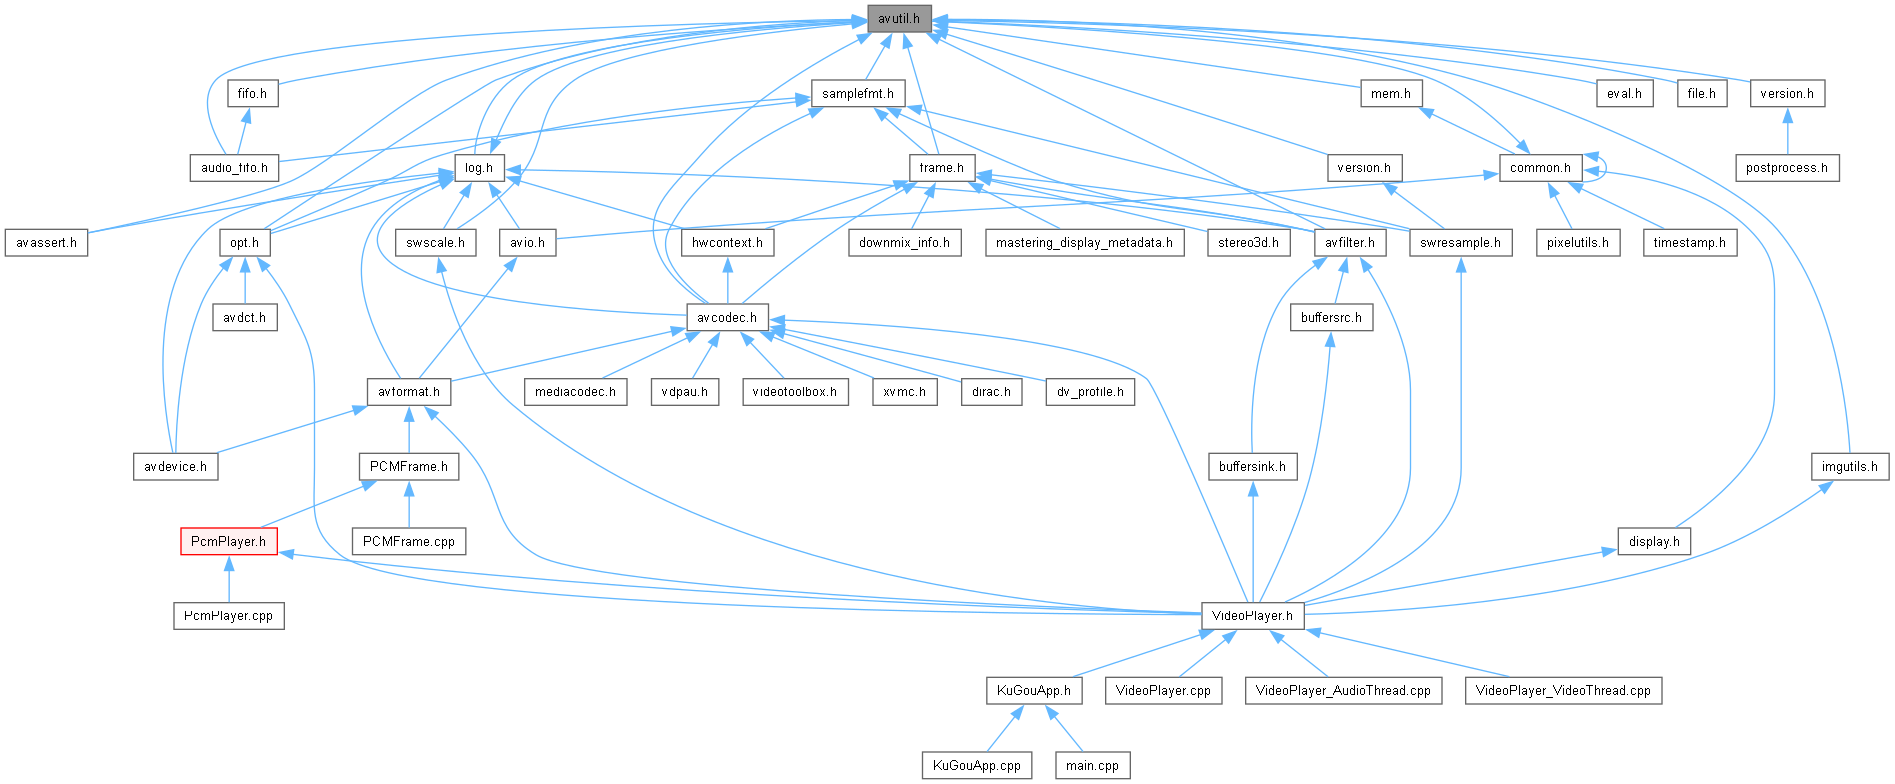 avutil.h
fifo.h
samplefmt.h
mem.h
eval.h
file.h
version.h
audio_fifo.h
log.h
frame.h
version.h
common.h
postprocess.h
avassert.h
opt.h
swscale.h
avio.h
hwcontext.h
downmix_info.h
mastering_display_metadata.h
stereo3d.h
avfilter.h
swresample.h
pixelutils.h
timestamp.h
avdct.h
avcodec.h
buffersrc.h
avformat.h
mediacodec.h
vdpau.h
videotoolbox.h
xvmc.h
dirac.h
dv_profile.h
avdevice.h
PCMFrame.h
buffersink.h
imgutils.h
PcmPlayer.h
PCMFrame.cpp
display.h
PcmPlayer.cpp
VideoPlayer.h
KuGouApp.h
VideoPlayer.cpp
VideoPlayer_AudioThread.cpp
VideoPlayer_VideoThread.cpp
KuGouApp.cpp
main.cpp